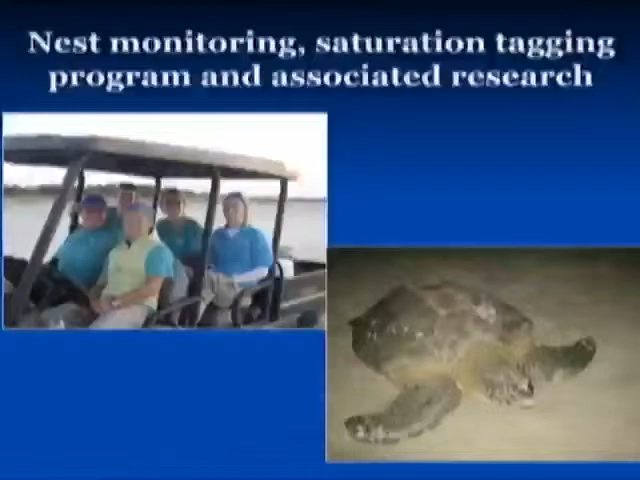 Nest monitoring, saturation tagging
program and associated research